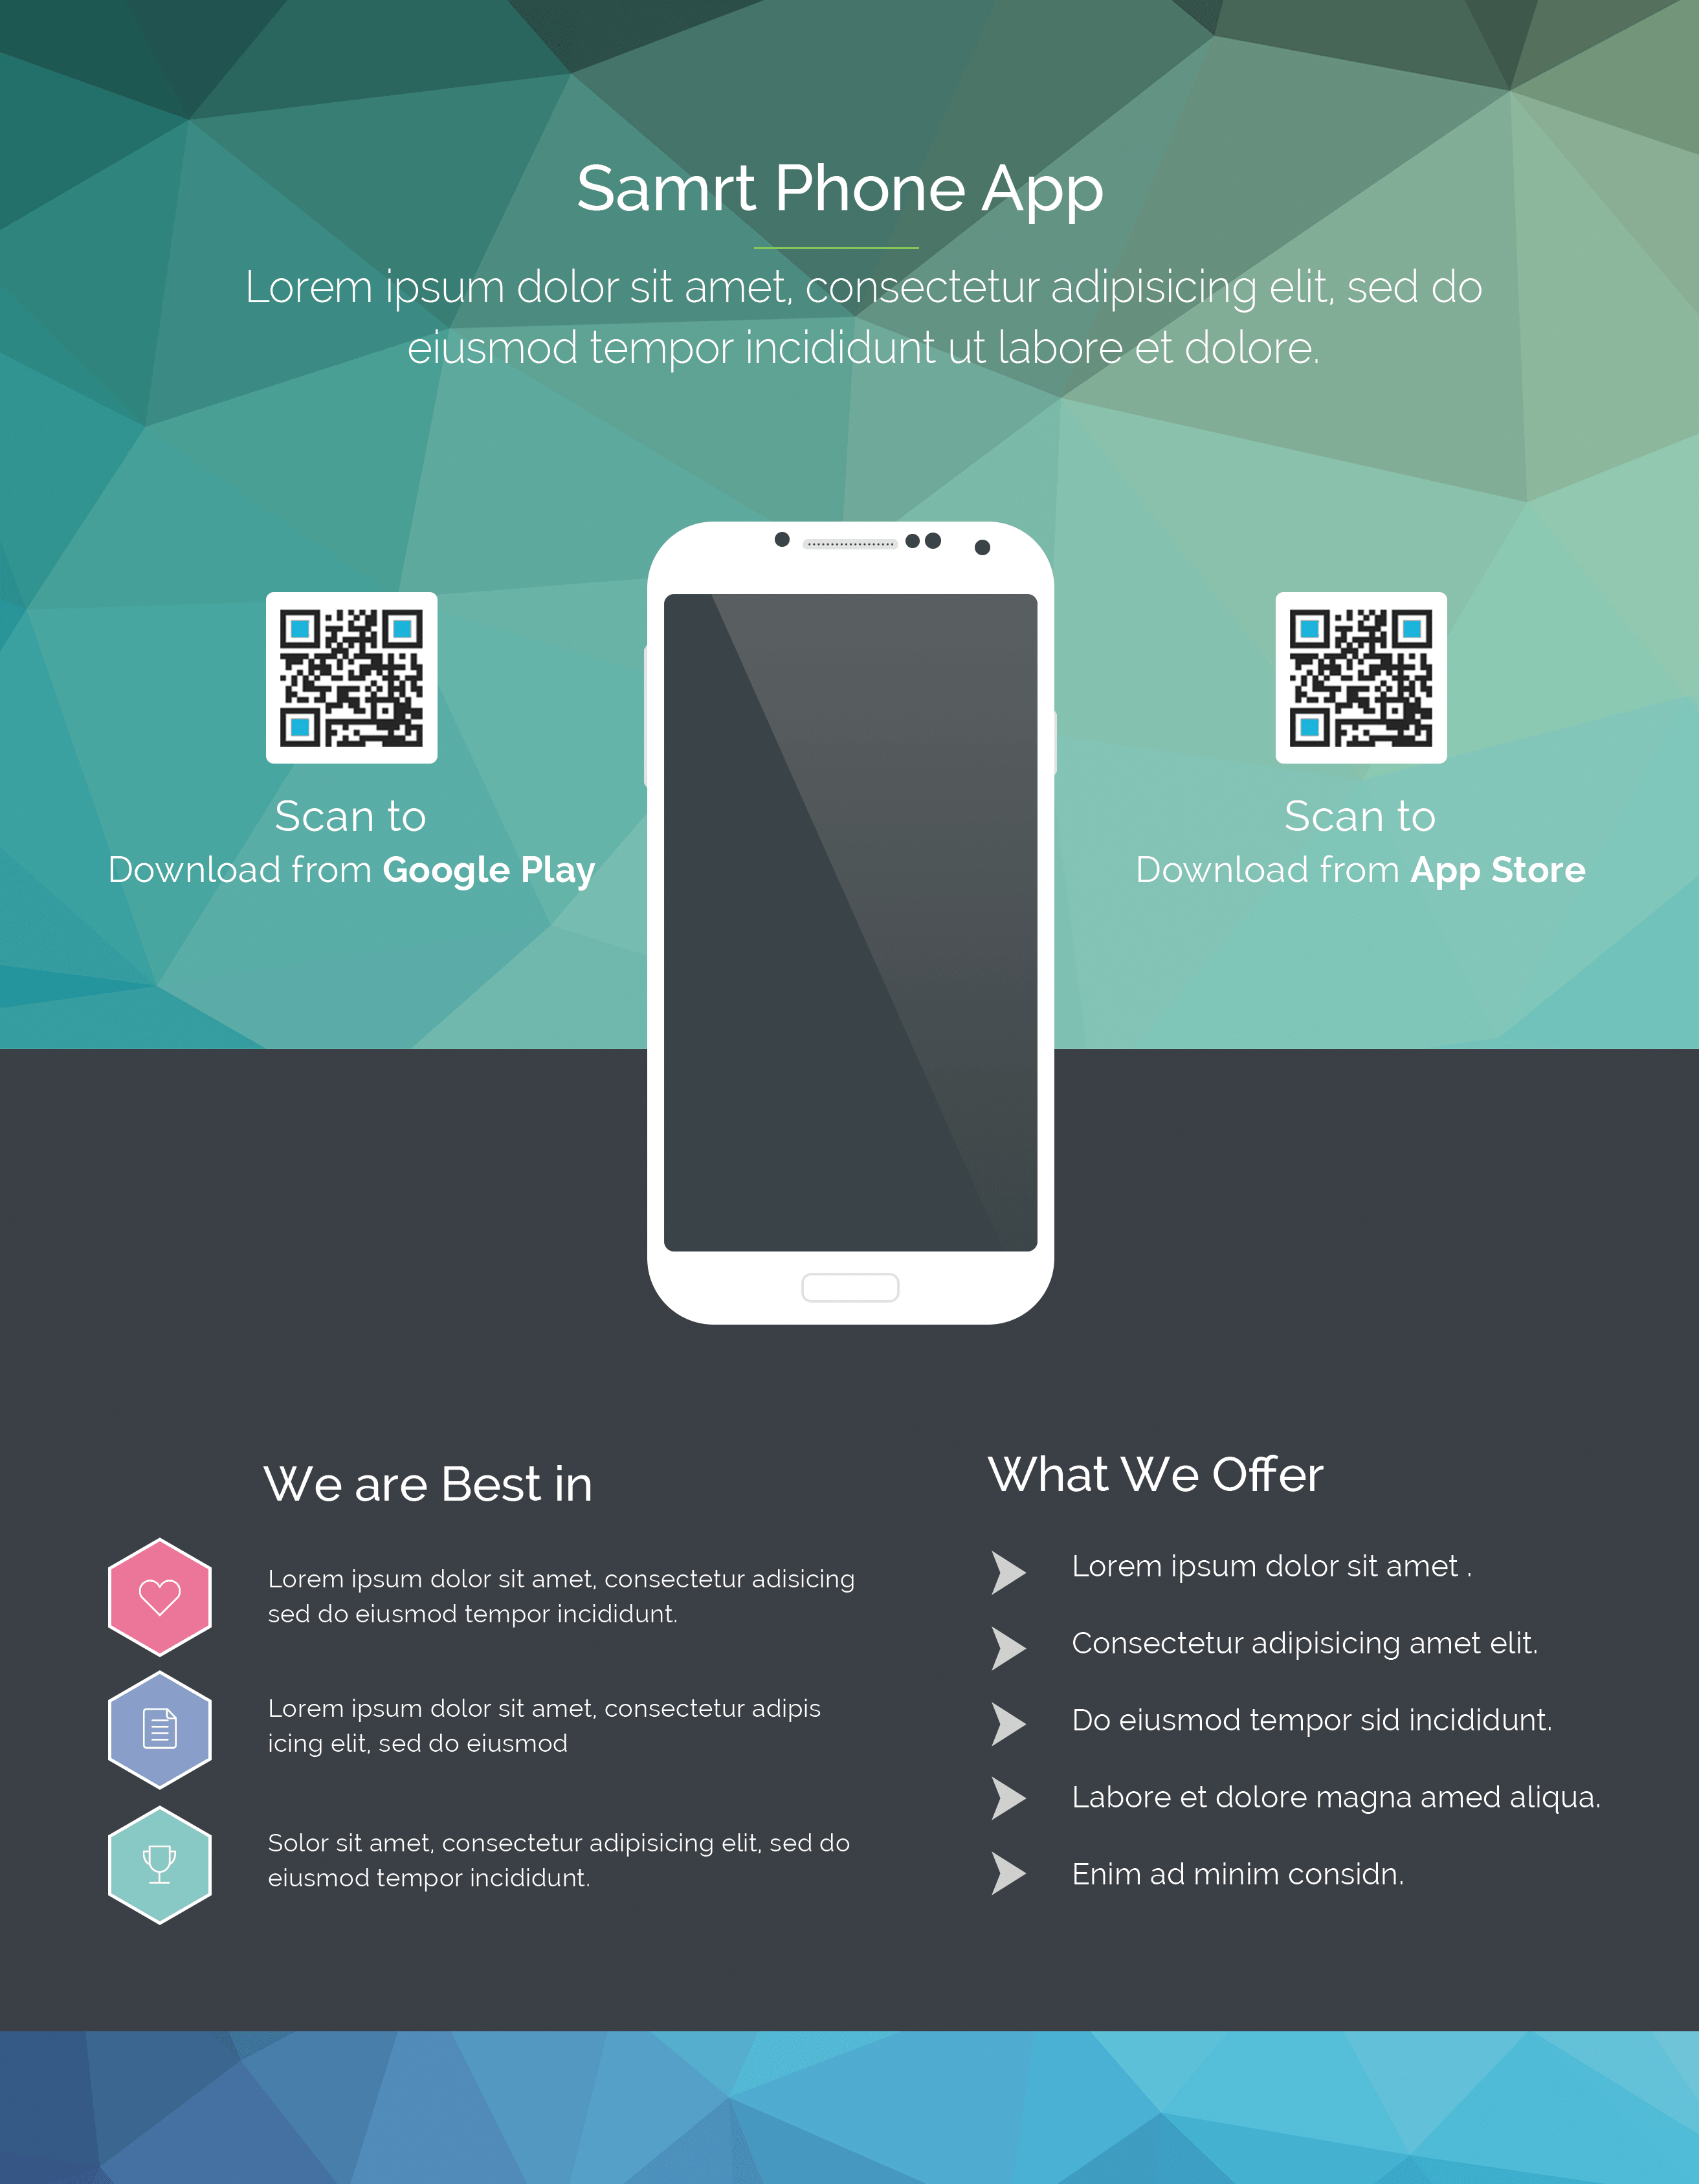 Samrt Phone App
Lorem ipsum dolor sit amet, consectetur adipisicing elit, sed do
eiusmod tempor incididunt ut labore et dolore.
Scan to
Download from Google Play
Scan to
Download from App Store
We are Best in
Lorem ipsum dolor sit amet, consectetur adisicing
sed do eiusmod tempor incididunt.
Lorem ipsum dolor sit amet, consectetur adipis
icing elit, sed do eiusmod
Solor sit amet, consectetur adipisicing elit, sed do
eiusmod tempor incididunt.
What We Offer
Lorem ipsum dolor sit amet .
Consectetur adipisicing amet elit.
Do eiusmod tempor sid incididunt.
Labore et dolore magna amed aliqua.
Enim ad minim considn.